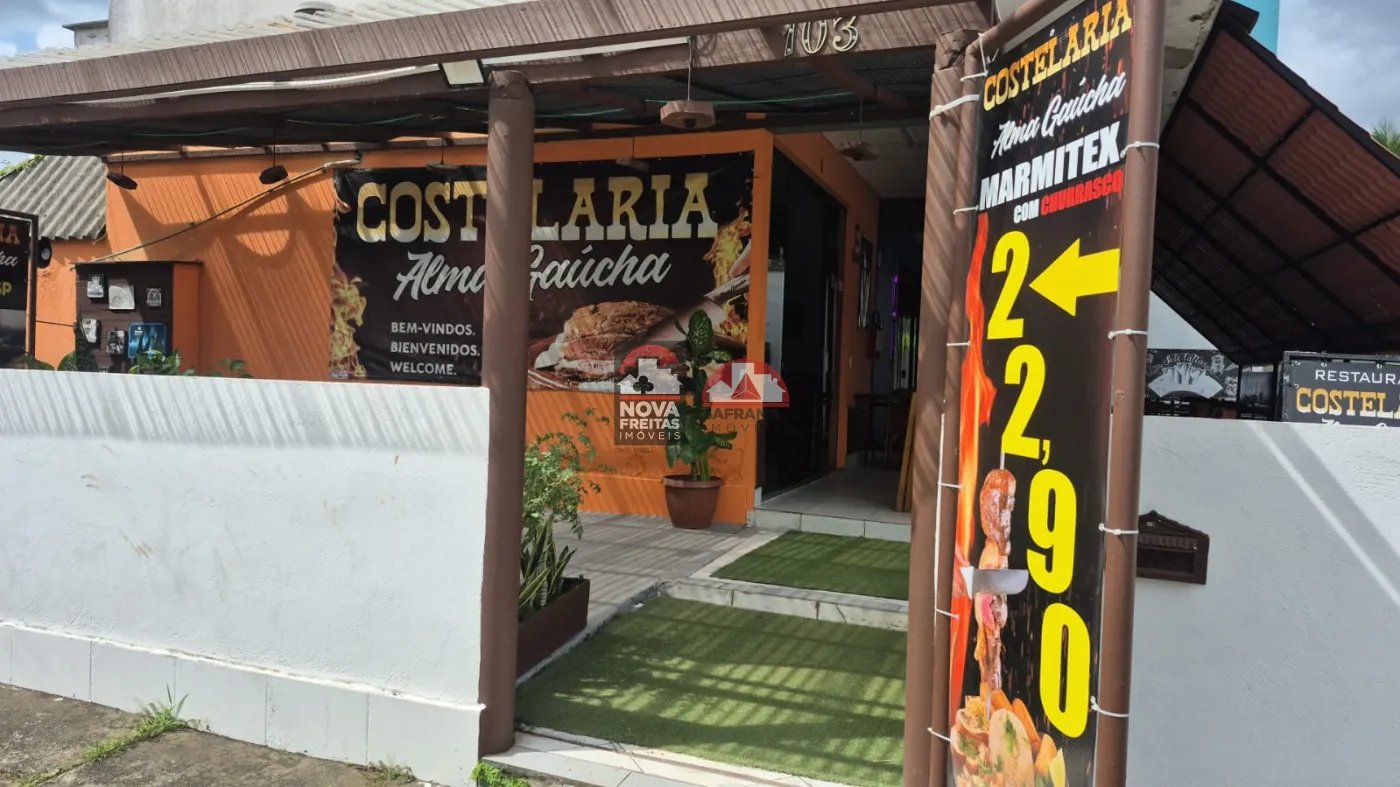 103
COSTELARIA
Alma Gaúcha
BEM-VINDOS.
BIENVENIDOS.
WELCOME.
NOVA
FREITAS
IMÓVEIS
COSTELARIA
Alma Gaúcha
MARMITEX
COM CHURRASCO
22,90
RESTAURA
COSTELA